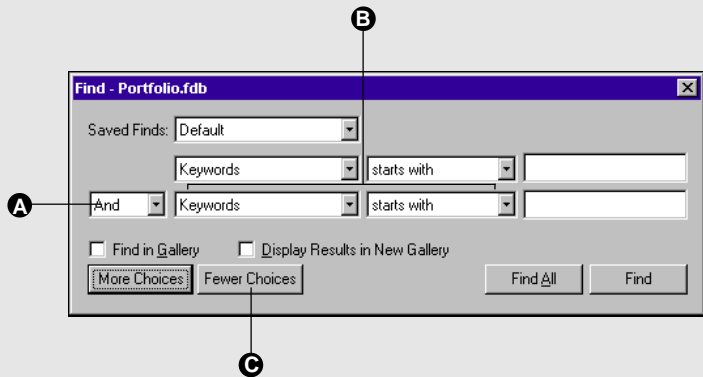 B
Find - Portfolio.fdb
Saved Finds: Default
Keywords starts with
A And Keywords starts with
Find in Gallery Display Results in New Gallery
More Choices Fewer Choices Find All Find
C